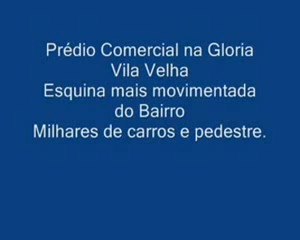 Prédio Comercial na Gloria
Vila Velha
Esquina mais movimentada
do Bairro
Milhares de carros e pedestre.